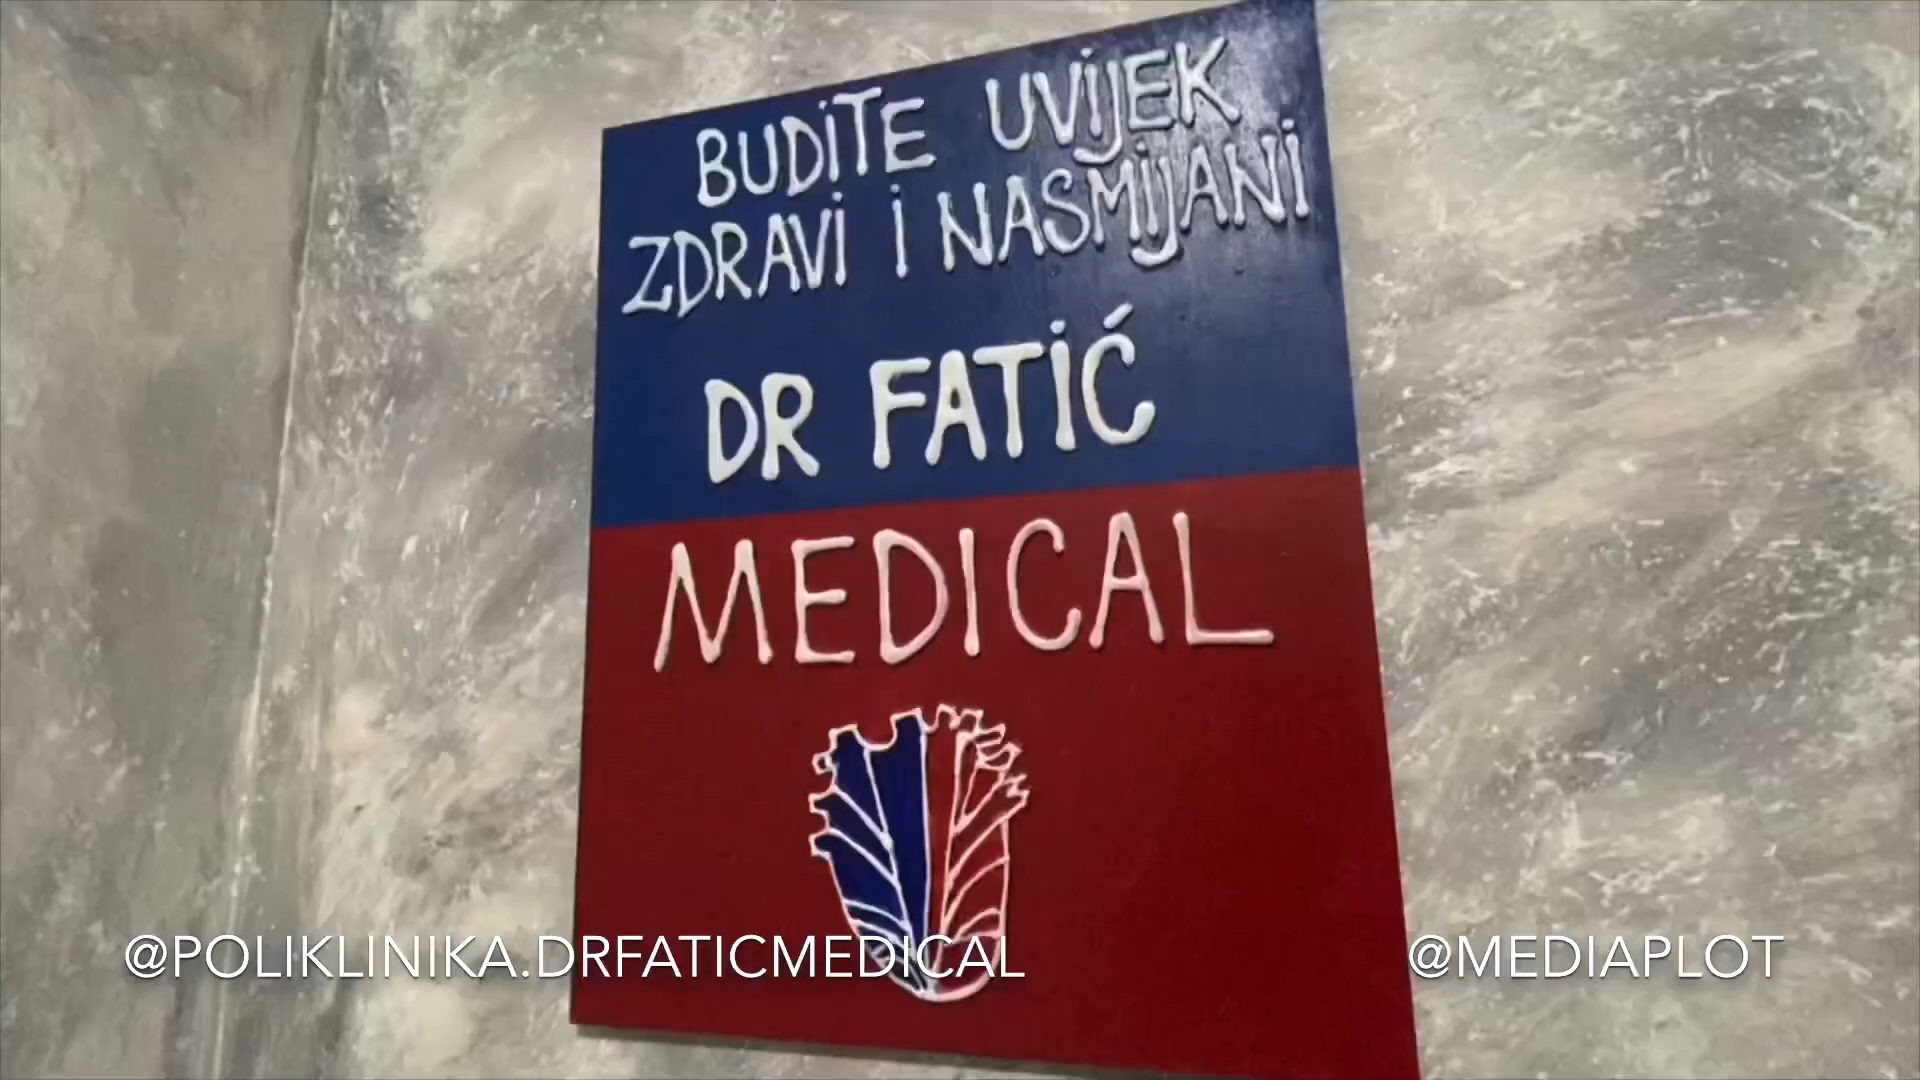 BUDiTE UViJEK
ZDRAVi i NASMiJANi
DR FATiĆ
MEDICAL
@POLIKLINIKA.DRFATICMEDICAL
@MEDIAPLOT